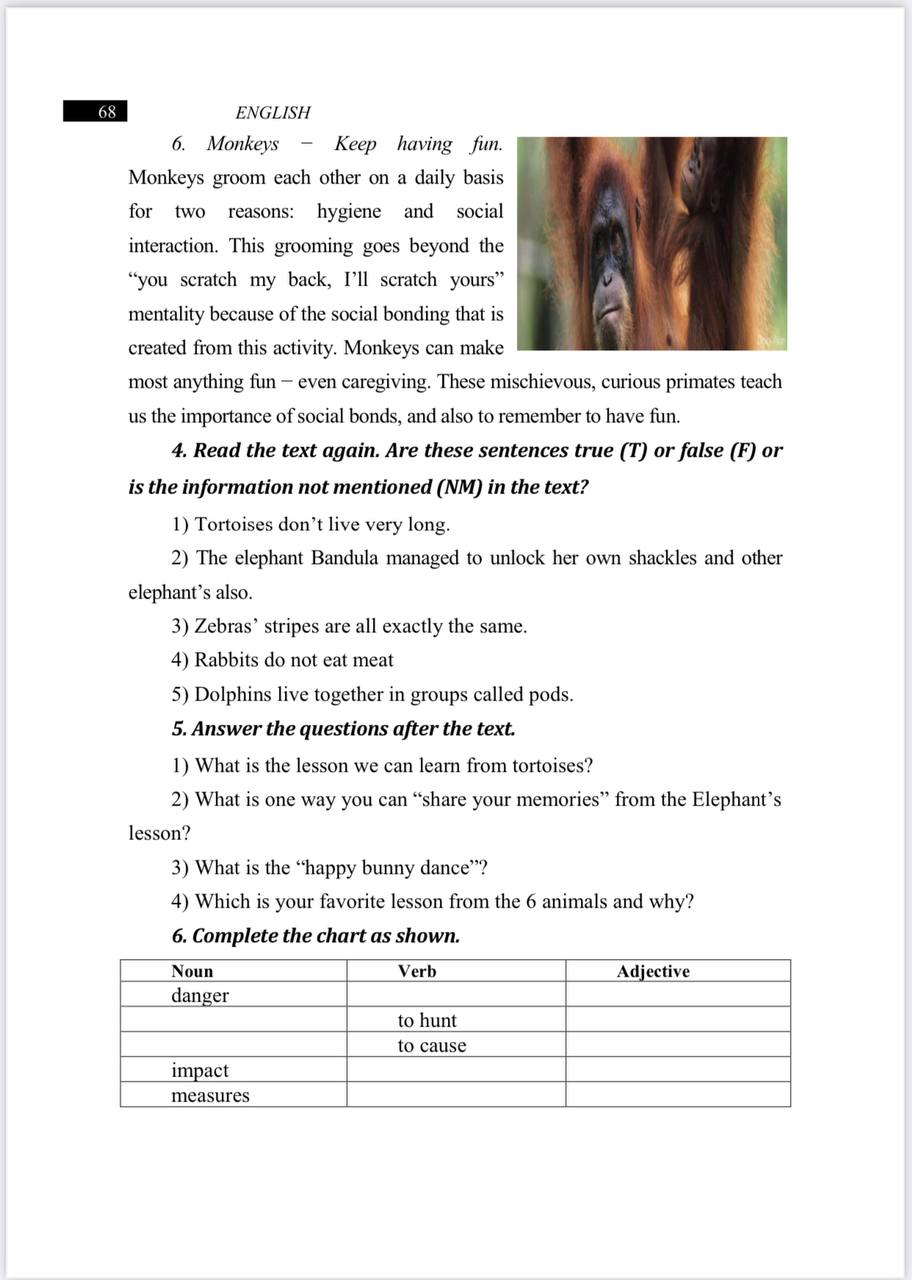 68 ENGLISH
6. Monkeys − Keep having fun.
Monkeys groom each other on a daily basis
for two reasons: hygiene and social
interaction. This grooming goes beyond the
“you scratch my back, I’ll scratch yours”
mentality because of the social bonding that is
created from this activity. Monkeys can make
most anything fun − even caregiving. These mischievous, curious primates teach
us the importance of social bonds, and also to remember to have fun.
4. Read the text again. Are these sentences true (T) or false (F) or
is the information not mentioned (NM) in the text?
1) Tortoises don’t live very long.
2) The elephant Bandula managed to unlock her own shackles and other
elephant’s also.
3) Zebras’ stripes are all exactly the same.
4) Rabbits do not eat meat
5) Dolphins live together in groups called pods.
5. Answer the questions after the text.
1) What is the lesson we can learn from tortoises?
2) What is one way you can “share your memories” from the Elephant’s
lesson?
3) What is the “happy bunny dance”?
4) Which is your favorite lesson from the 6 animals and why?
6. Complete the chart as shown.
Noun Verb Adjective
danger
to hunt
to cause
impact
measures